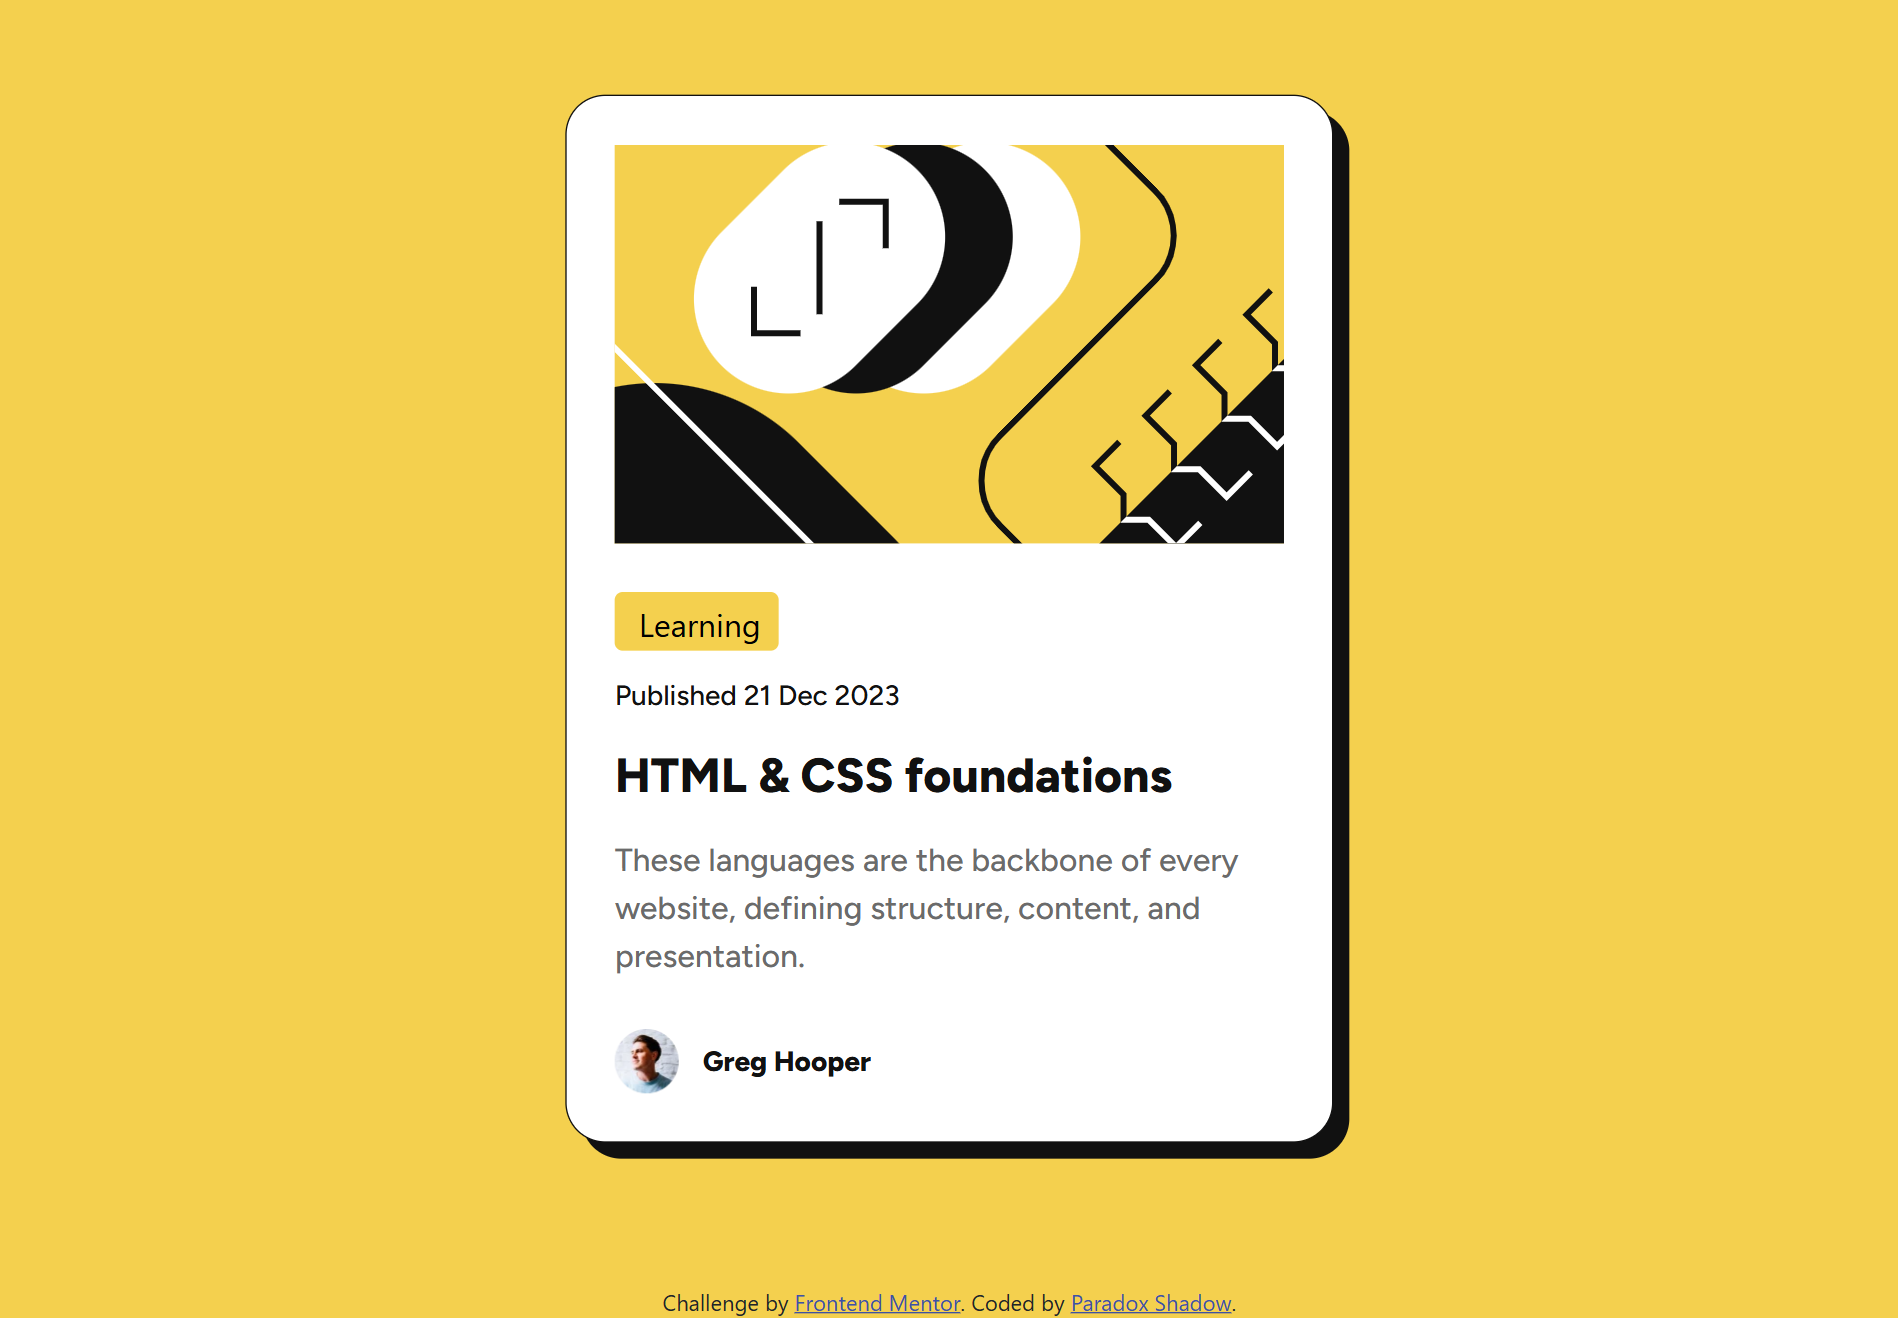 Learning
Published 21 Dec 2023
HTML & CSS foundations
These languages are the backbone of every
website, defining structure, content, and
presentation.
Greg Hooper
Challenge by Frontend Mentor. Coded by Paradox Shadow.